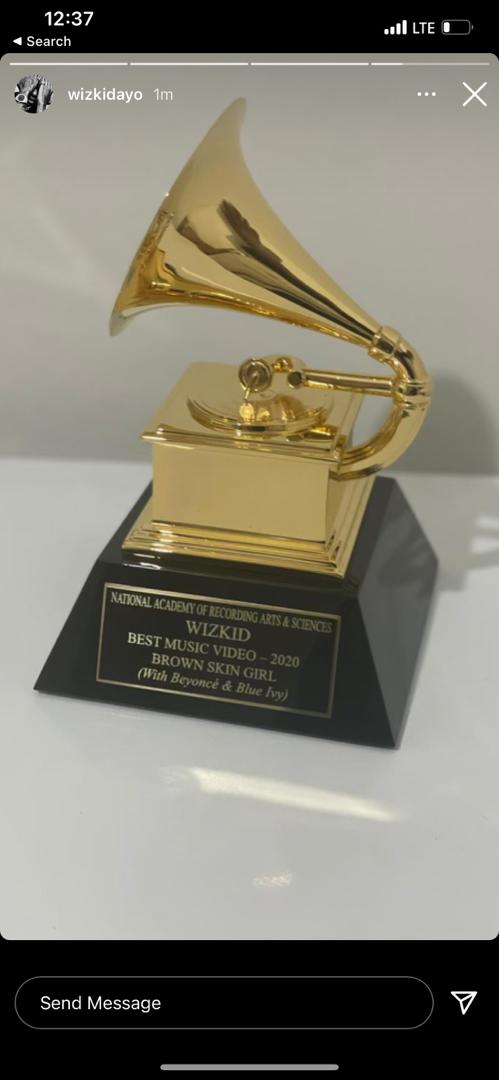 12:37
LTE
Search
wizkidayo 1m
NATIONAL ACADEMY OF RECORDING ARTS & SCIENCES
WIZKID
BEST MUSIC VIDEO – 2020
BROWN SKIN GIRL
(With Beyoncé & Blue Ivy)
Send Message